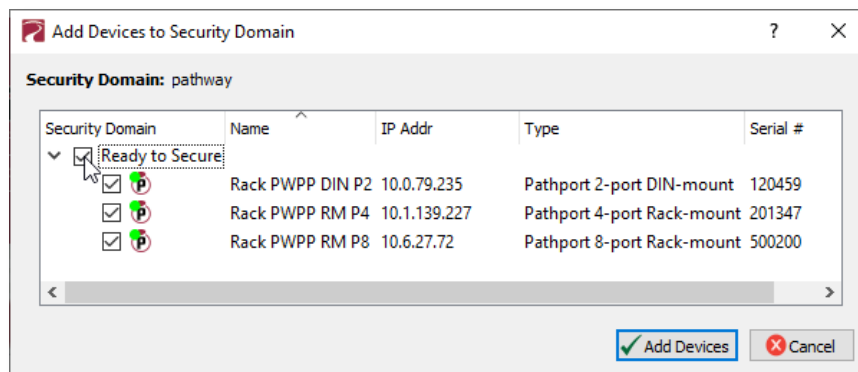 Add Devices to Security Domain ?
Security Domain: pathway
Security Domain Name IP Addr Type Serial #
Ready to Secure
Rack PWPP DIN P2 10.0.79.235 Pathport 2-port DIN-mount 120459
Rack PWPP RM P4 10.1.139.227 Pathport 4-port Rack-mount 201347
Rack PWPP RM P8 10.6.27.72 Pathport 8-port Rack-mount 500200
Add Devices Cancel